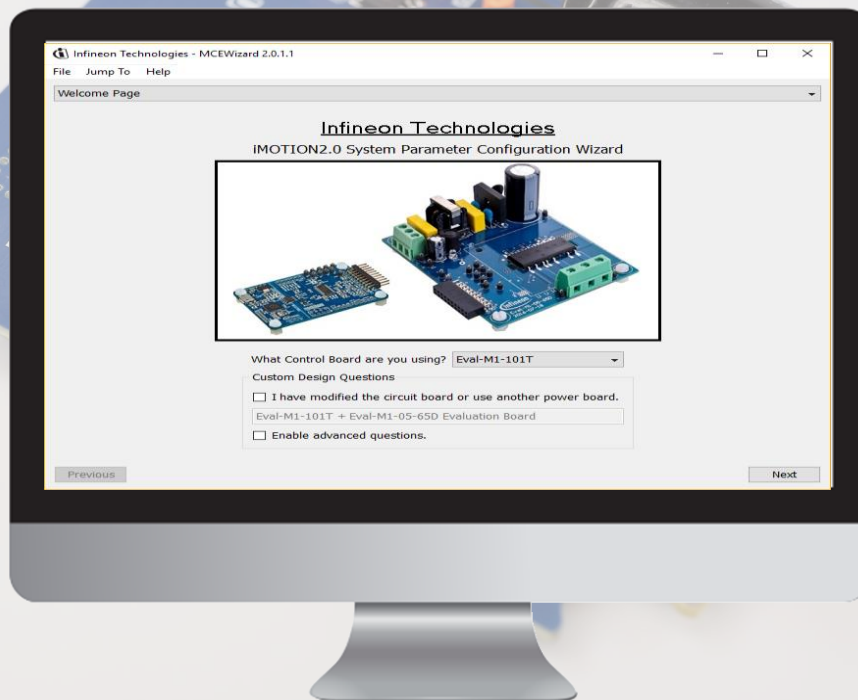 Infineon Technologies - MCEWizard 2.0.1.1
File Jump To Help
Welcome Page
Infineon Technologies
iMOTION2.0 System Parameter Configuration Wizard
What Control Board are you using? Eval-M1-101T
Custom Design Questions
I have modified the circuit board or use another power board.
Eval-M1-101T + Eval-M1-05-65D Evaluation Board
Enable advanced questions.
Previous Next